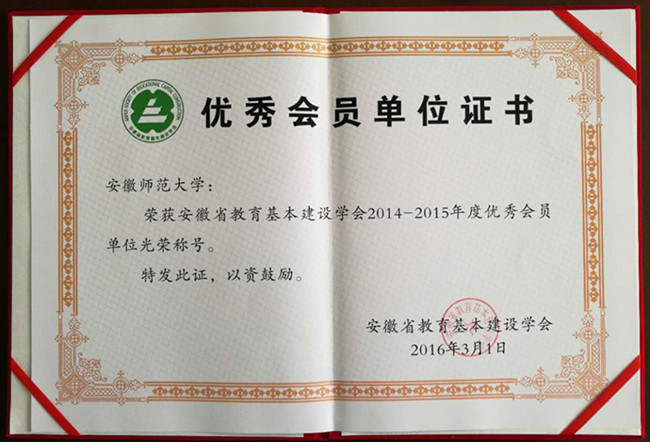 优秀会员单位证书
安徽师范大学：
荣获安徽省教育基本建设学会2014-2015年度优秀会员
单位光荣称号。
特发此证，以资鼓励。
安徽省教育基本建设学会
2016年3月1日